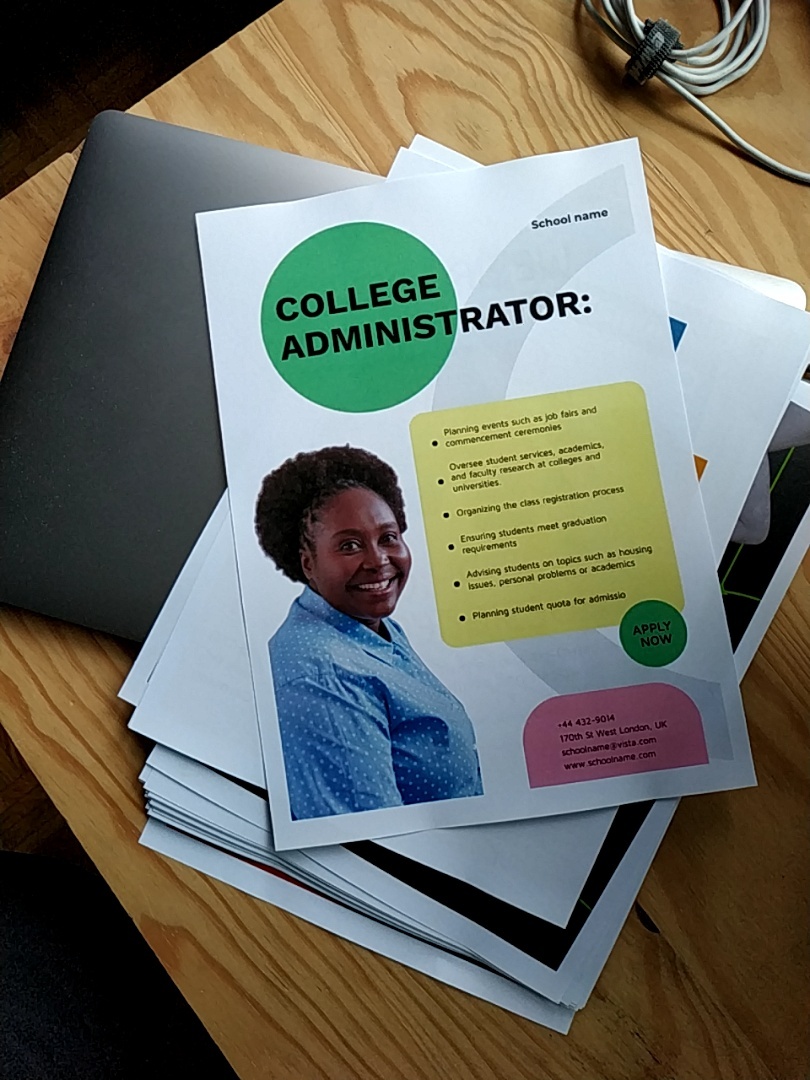 School name
COLLEGE
ADMINISTRATOR:
Planning events such as job fairs and
commencement ceremonies
Oversee student services, academics,
and faculty research at colleges and
universities.
Organizing the class registration process
Ensuring students meet graduation
requirements
Advising students on topics such as housing
issues, personal problems or academics
Planning student quota for admissio
APPLY
NOW
+44 432-9014
170th St West London, UK
schoolname@vista.com
www.schoolname.com